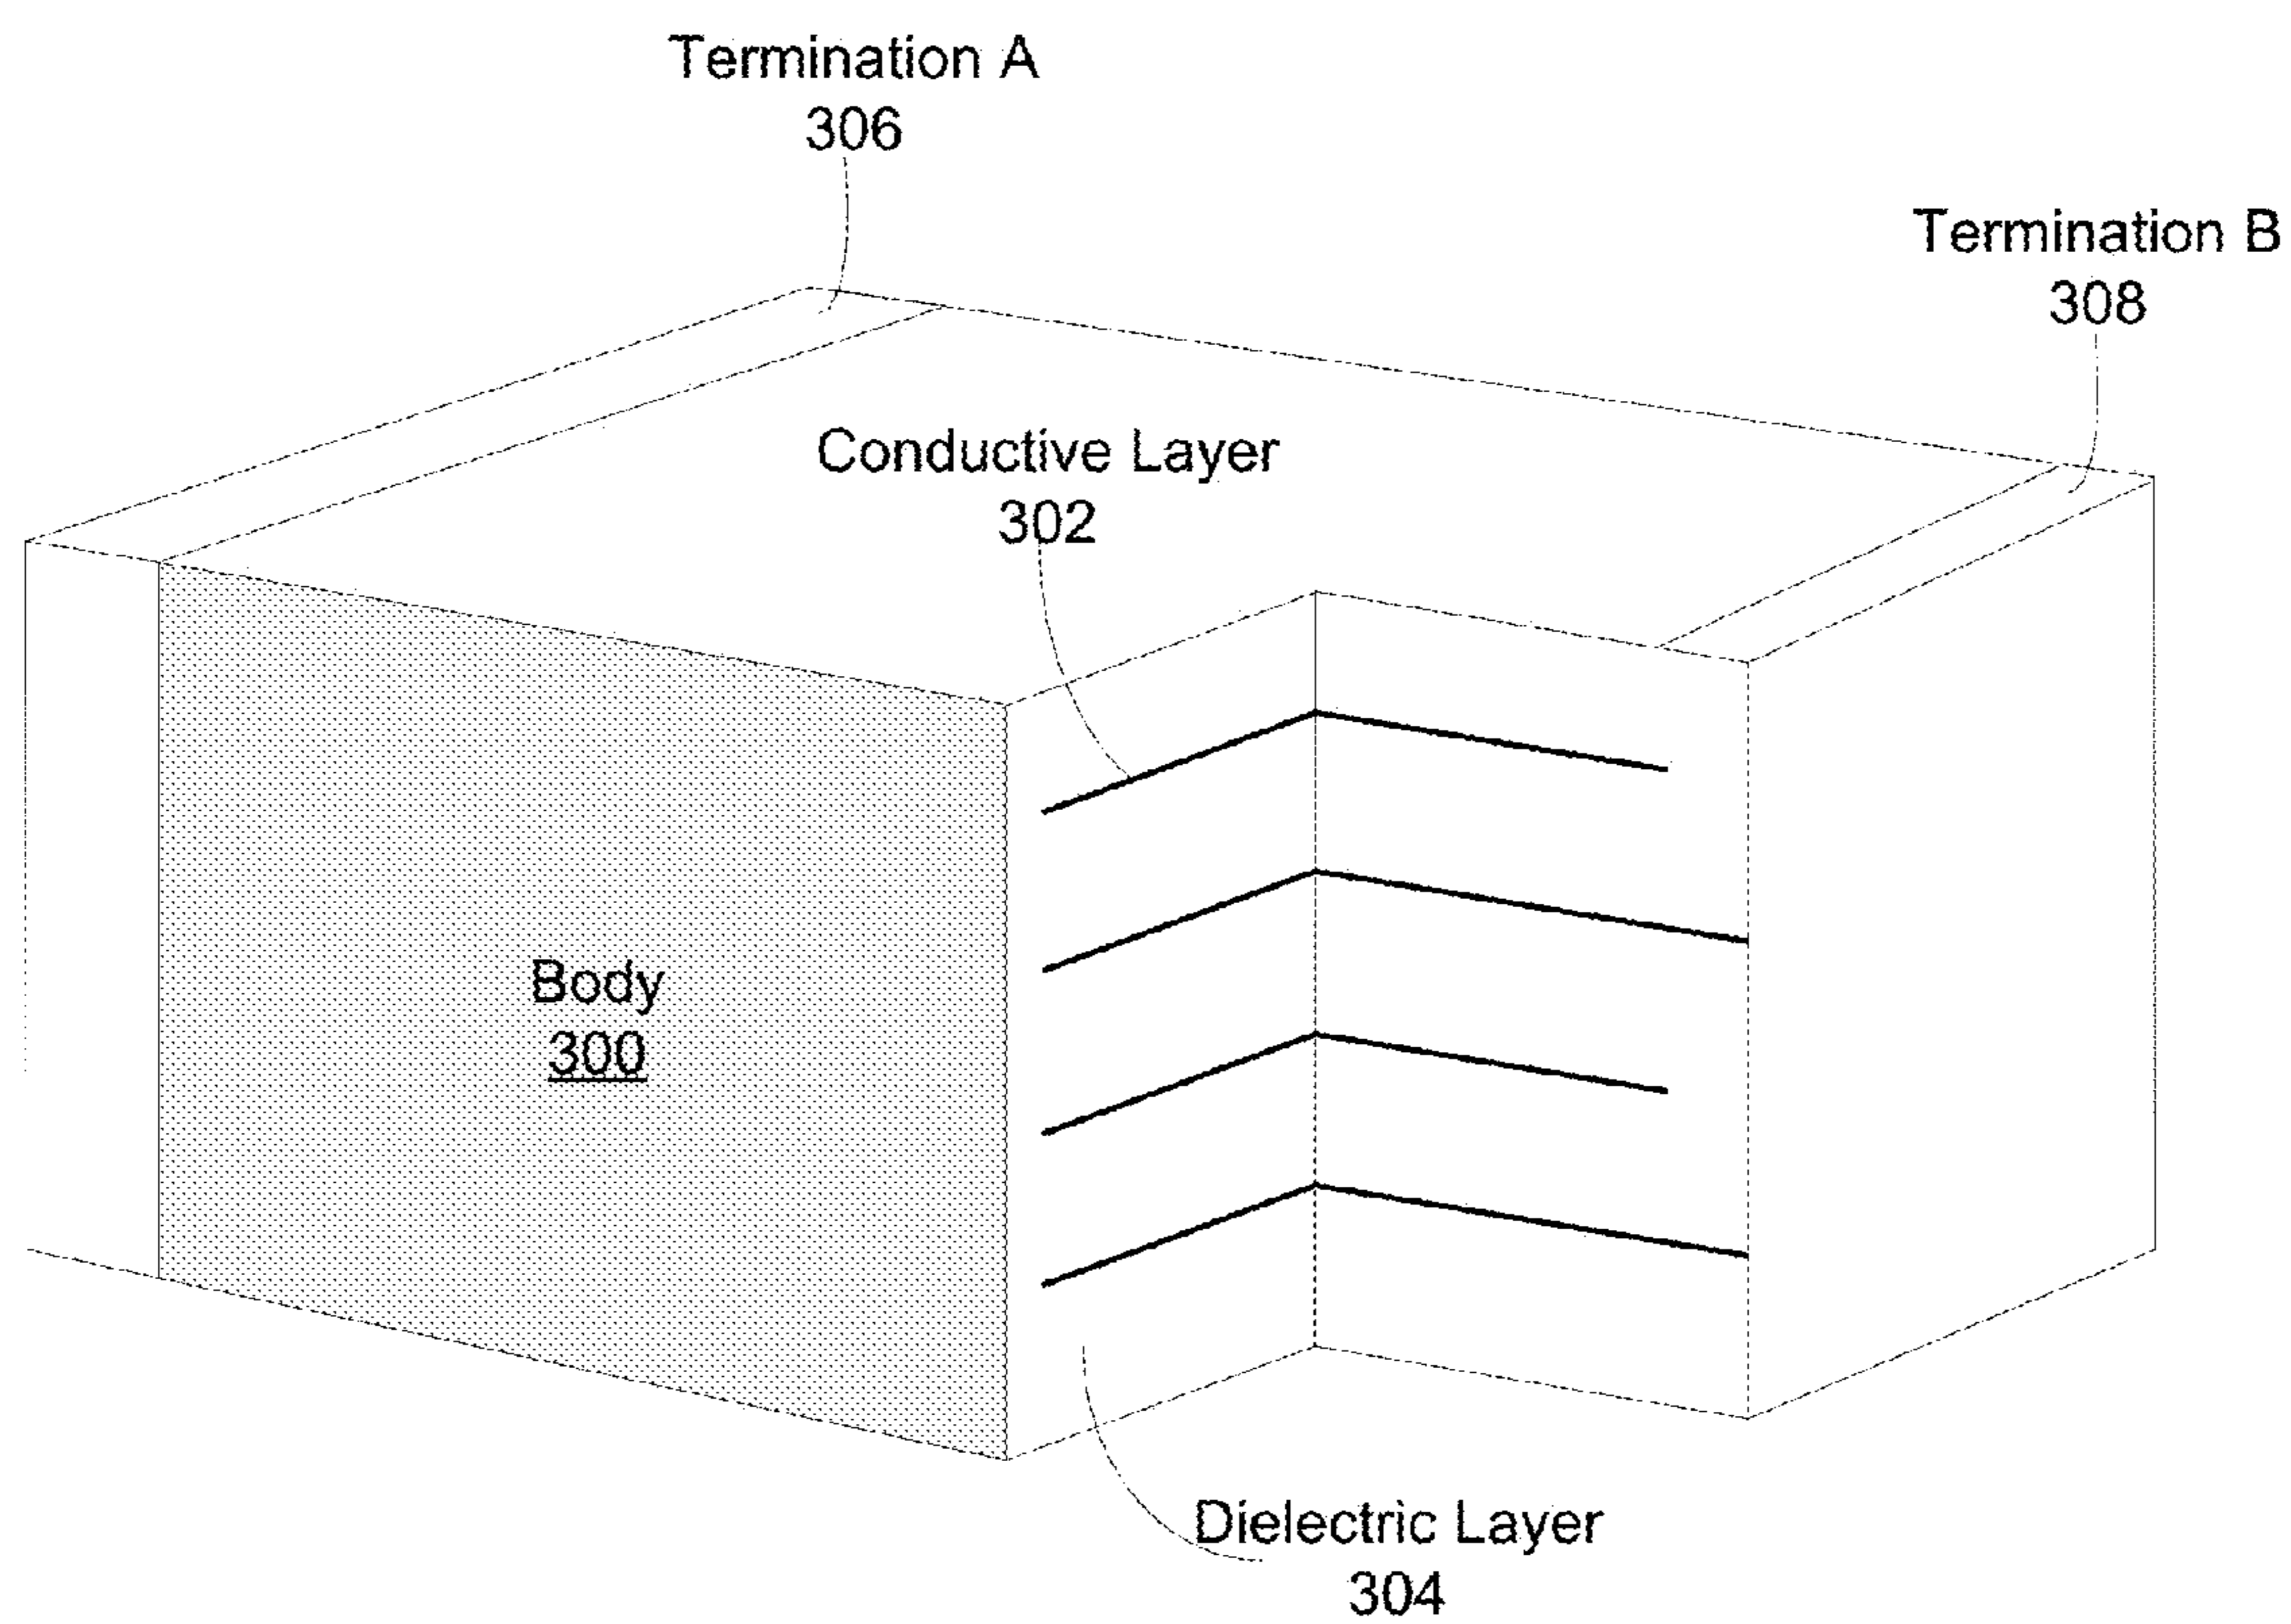 Termination A
306
Termination B
308
Conductive Layer
302
Body
300
Dielectric Layer
304